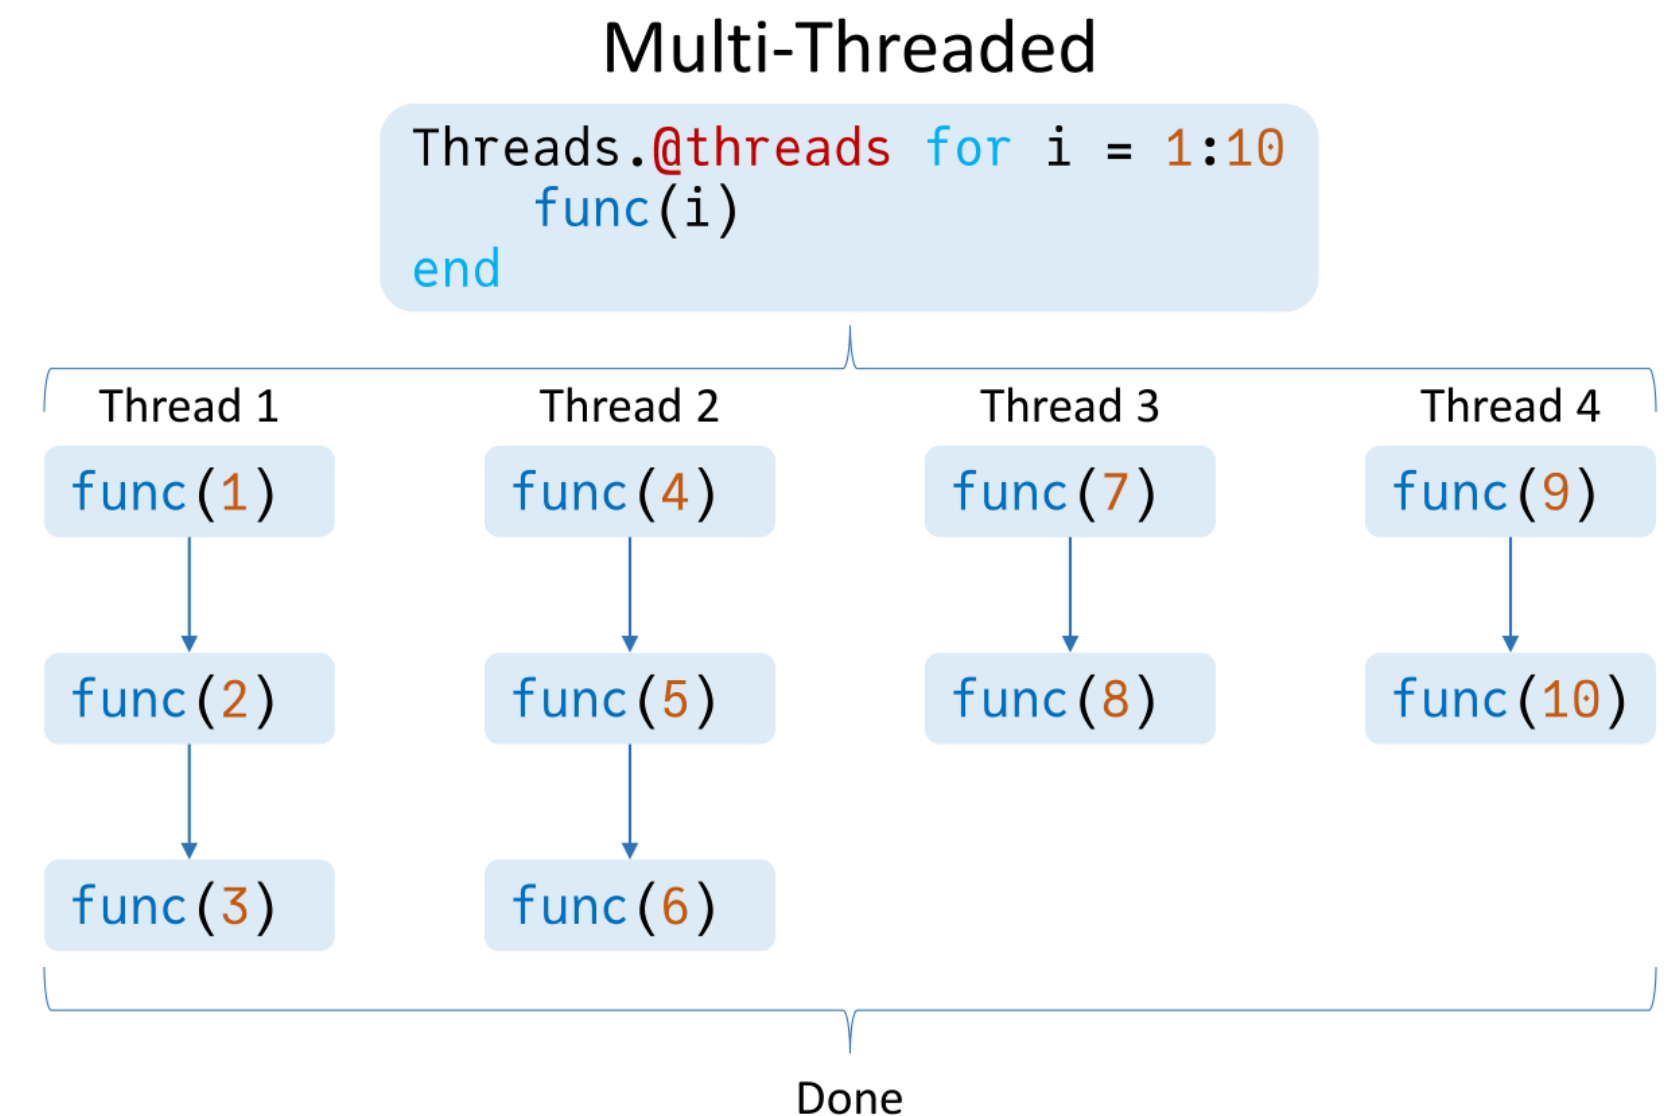 Multi-Threaded
Threads.@threads for i = 1:10
func(i)
end
Thread 1 Thread 2 Thread 3 Thread 4
func(1) func(4) func(7) func(9)
func(2) func(5) func(8) func(10)
func(3) func(6)
Done